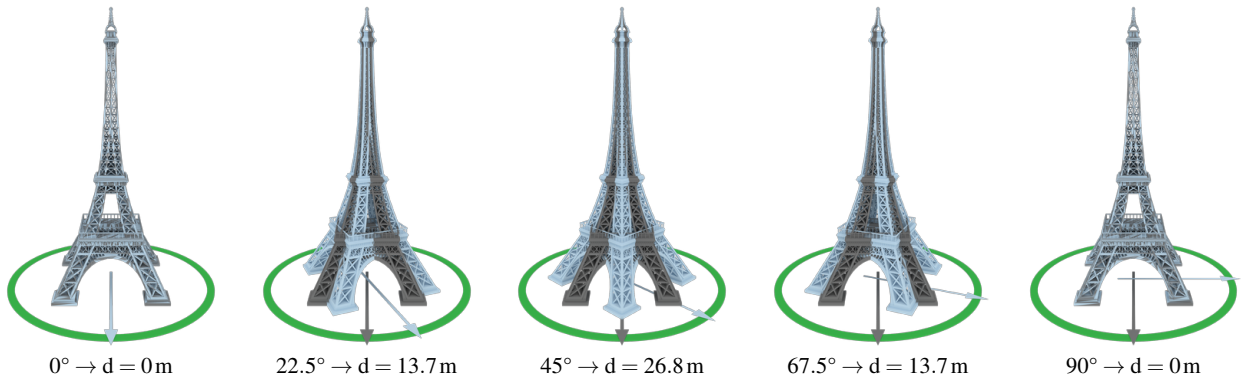 0° → d = 0 m
22.5° → d = 13.7 m
45° → d = 26.8 m
67.5° → d = 13.7 m
90° → d = 0 m